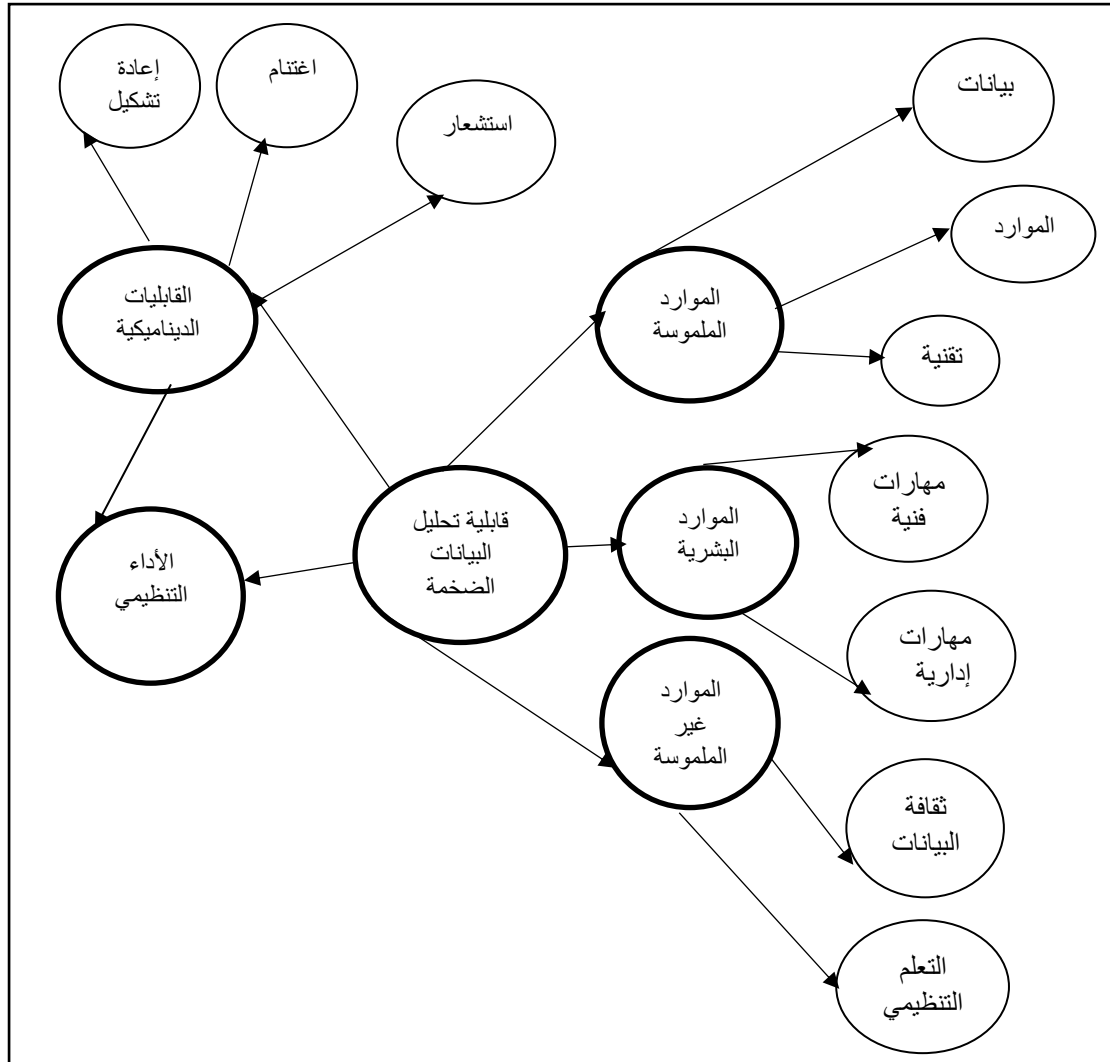 إعادة
تشكيل
اغتنام
استشعار
بيانات
الموارد
القابليات
الديناميكية
الموارد
الملموسة
تقنية
مهارات
فنية
قابلية تحليل
البيانات
الضخمة
الموارد
البشرية
الأداء
التنظيمي
مهارات
إدارية
الموارد
غير
الملموسة
ثقافة
البيانات
التعلم
التنظيمي